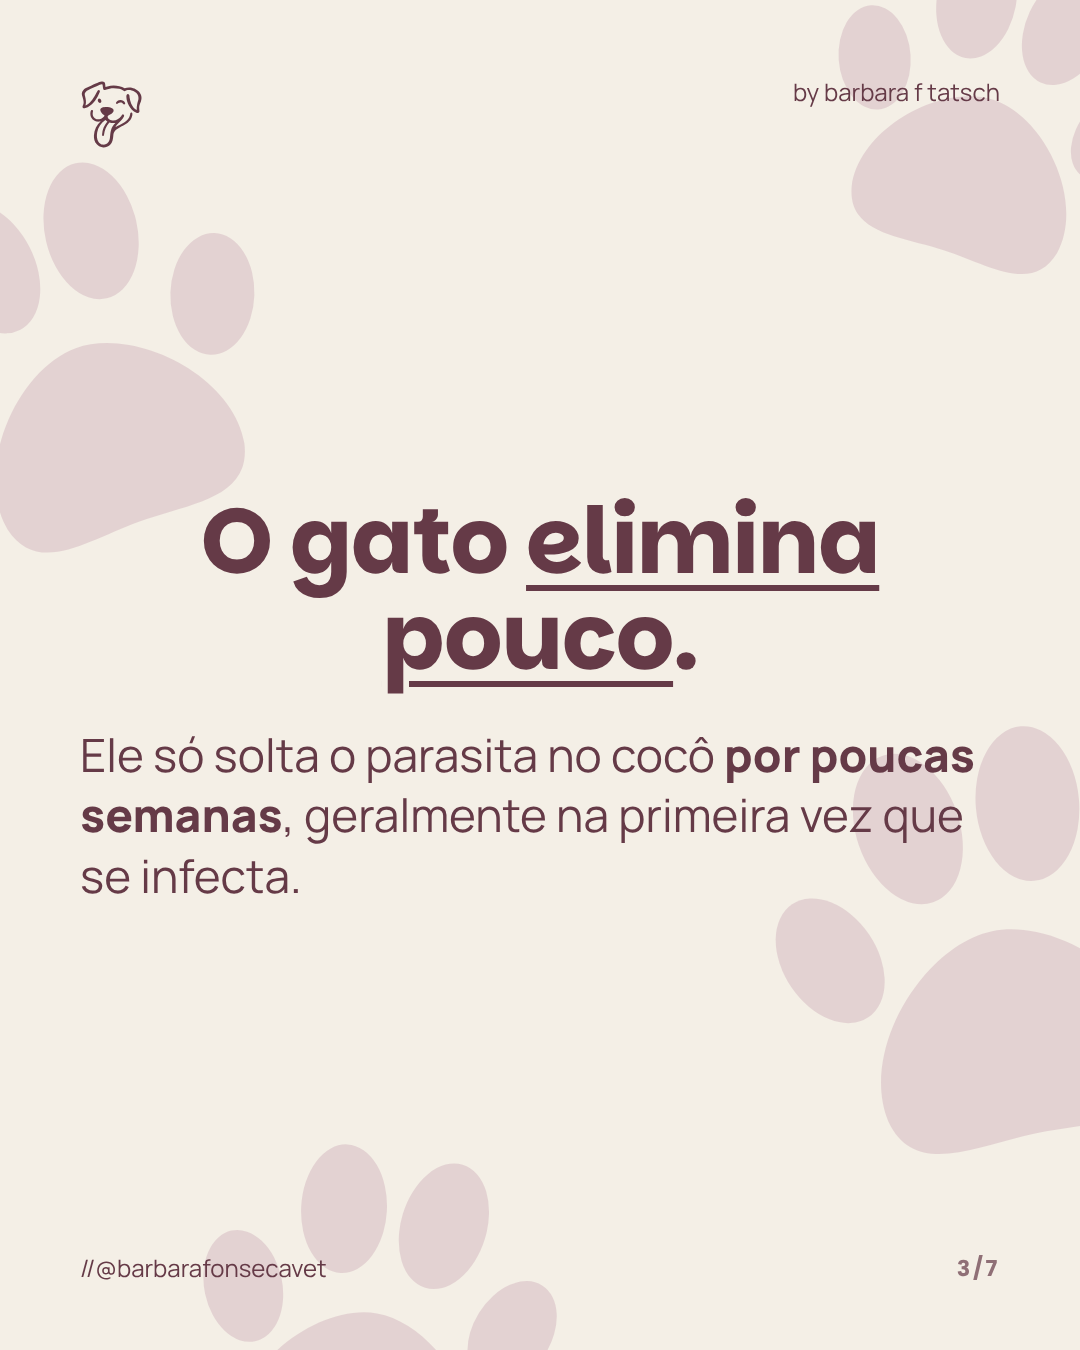 by barbara f tatsch
O gato elimina
pouco.
Ele só solta o parasita no cocô por poucas
semanas, geralmente na primeira vez que
se infecta.
//@barbarafonsecavet
3/7